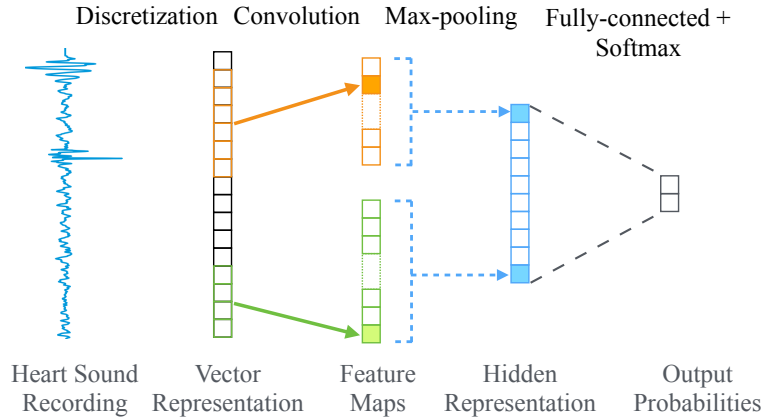 Discretization Convolution Max-pooling Fully-connected +
Softmax
Heart Sound Vector Feature Hidden Output
Recording Representation Maps Representation Probabilities